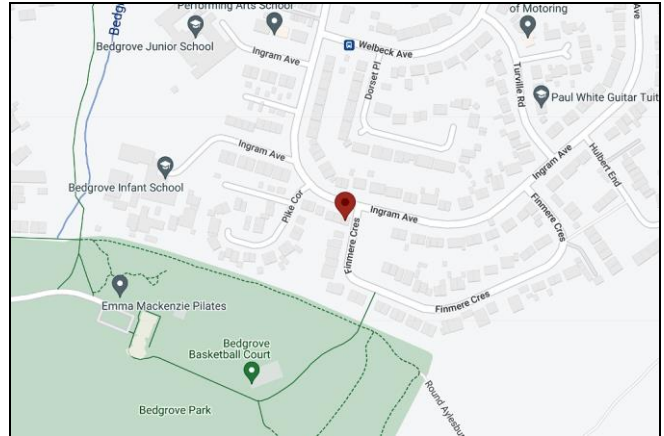 Performing Arts School
of Motoring
Bedg
Bedgrove Junior School
Welbeck Ave
Ave
Ingram Ave
Dorset Pl
Turville Rd
Paul White Guitar Tuit
Ingram Ave
Ingram Ave
Hulbert End
Bedgrove Infant School
Pike Cor
Ingram Ave
Finmere Cres
Finmere Cres
Finmere Cres
Emma Mackenzie Pilates
Bedgrove
Basketball Court
Bedgrove Park
Round Aylesbu